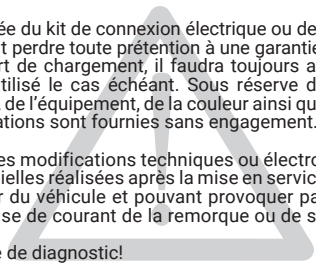 ée du kit de connexion électrique ou de
t perdre toute prétention à une garantie
rt de chargement, il faudra toujours a
tilisé le cas échéant. Sous réserve d
, de l'équipement, de la couleur ainsi qu
ations sont fournies sans engagement.
es modifications techniques ou électro
ielles réalisées après la mise en servic
r du véhicule et pouvant provoquer pa
se de courant de la remorque ou de s
e de diagnostic!